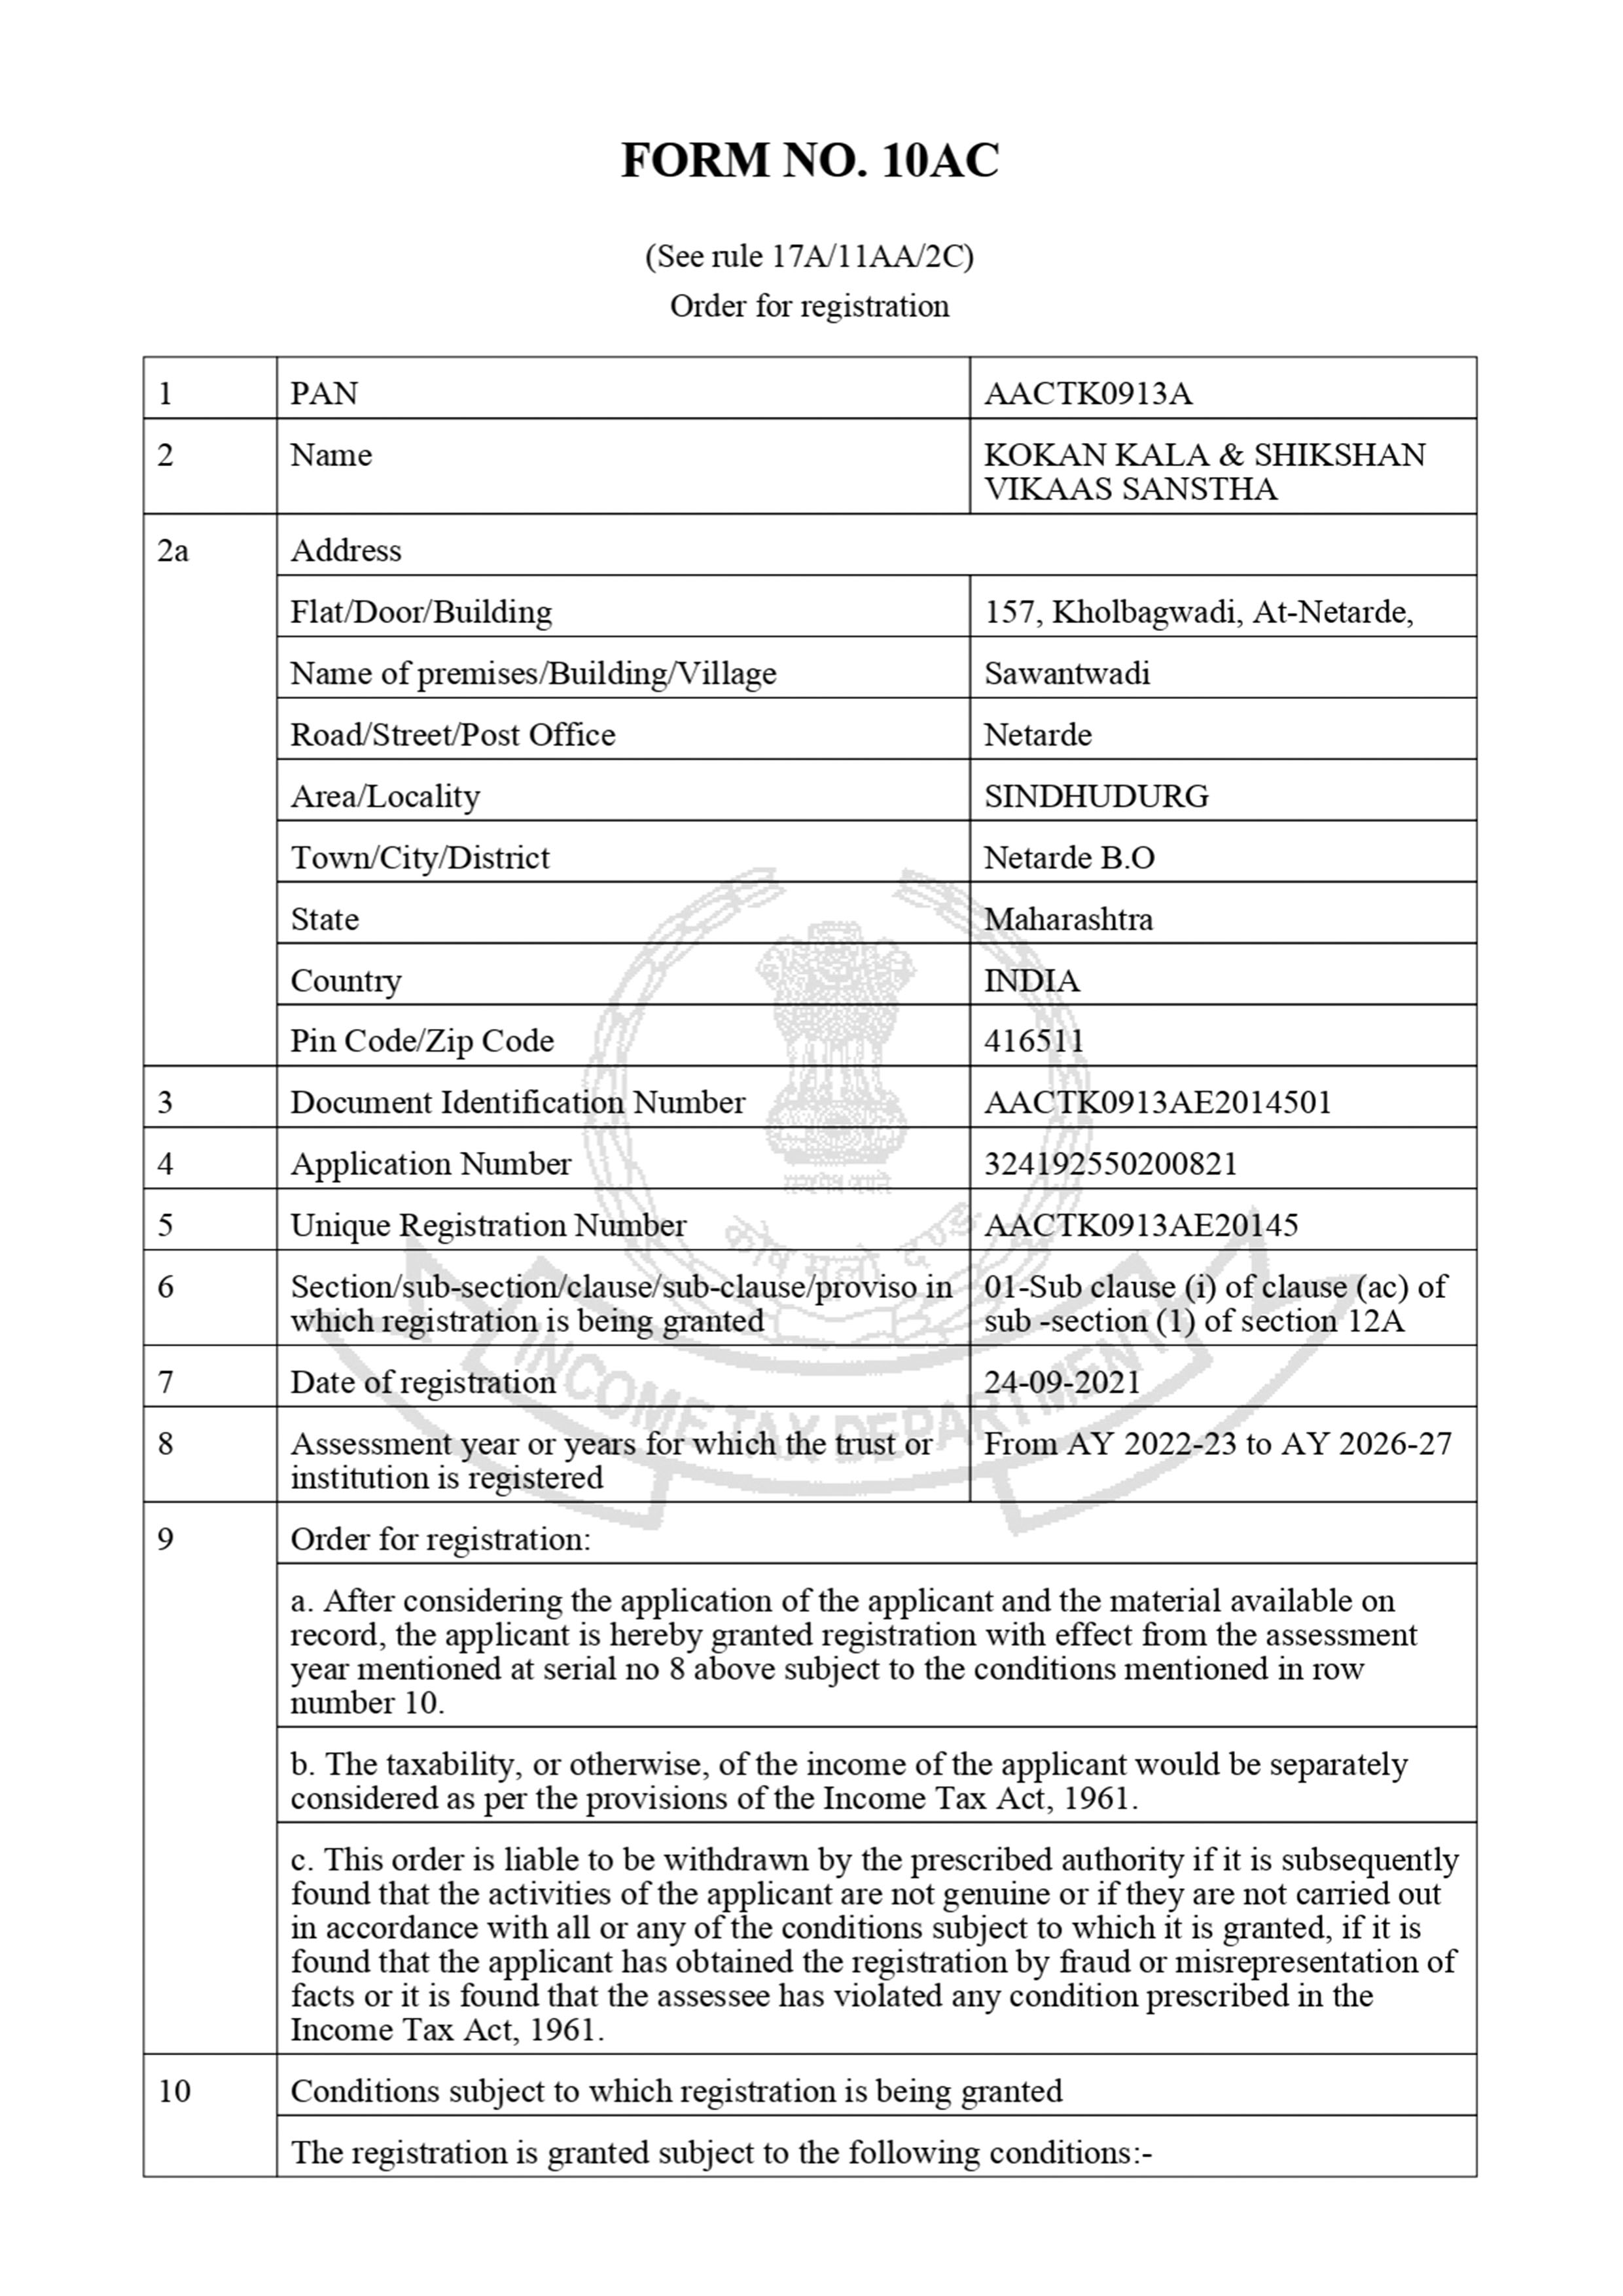 FORM NO. 10AC
(See rule 17A/11AA/2C)
Order for registration
1 PAN AACTK0913A
2 Name KOKAN KALA & SHIKSHAN
VIKAAS SANSTHA
2a Address
Flat/Door/Building 157, Kholbagwadi, At-Netarde,
Name of premises/Building/Village Sawantwadi
Road/Street/Post Office Netarde
Area/Locality SINDHUDURG
Town/City/District Netarde B.O
State Maharashtra
Country INDIA
Pin Code/Zip Code 416511
3 Document Identification Number AACTK0913AE2014501
4 Application Number 324192550200821
5 Unique Registration Number AACTK0913AE20145
6 Section/sub-section/clause/sub-clause/proviso in 01-Sub clause (i) of clause (ac) of
which registration is being granted sub -section (1) of section 12A
7 Date of registration 24-09-2021
8 Assessment year or years for which the trust or From AY 2022-23 to AY 2026-27
institution is registered
9 Order for registration:
a. After considering the application of the applicant and the material available on
record, the applicant is hereby granted registration with effect from the assessment
year mentioned at serial no 8 above subject to the conditions mentioned in row
number 10.
b. The taxability, or otherwise, of the income of the applicant would be separately
considered as per the provisions of the Income Tax Act, 1961.
c. This order is liable to be withdrawn by the prescribed authority if it is subsequently
found that the activities of the applicant are not genuine or if they are not carried out
in accordance with all or any of the conditions subject to which it is granted, if it is
found that the applicant has obtained the registration by fraud or misrepresentation of
facts or it is found that the assessee has violated any condition prescribed in the
Income Tax Act, 1961.
10 Conditions subject to which registration is being granted
The registration is granted subject to the following conditions:-
INCOME TAX DEPARTMENT